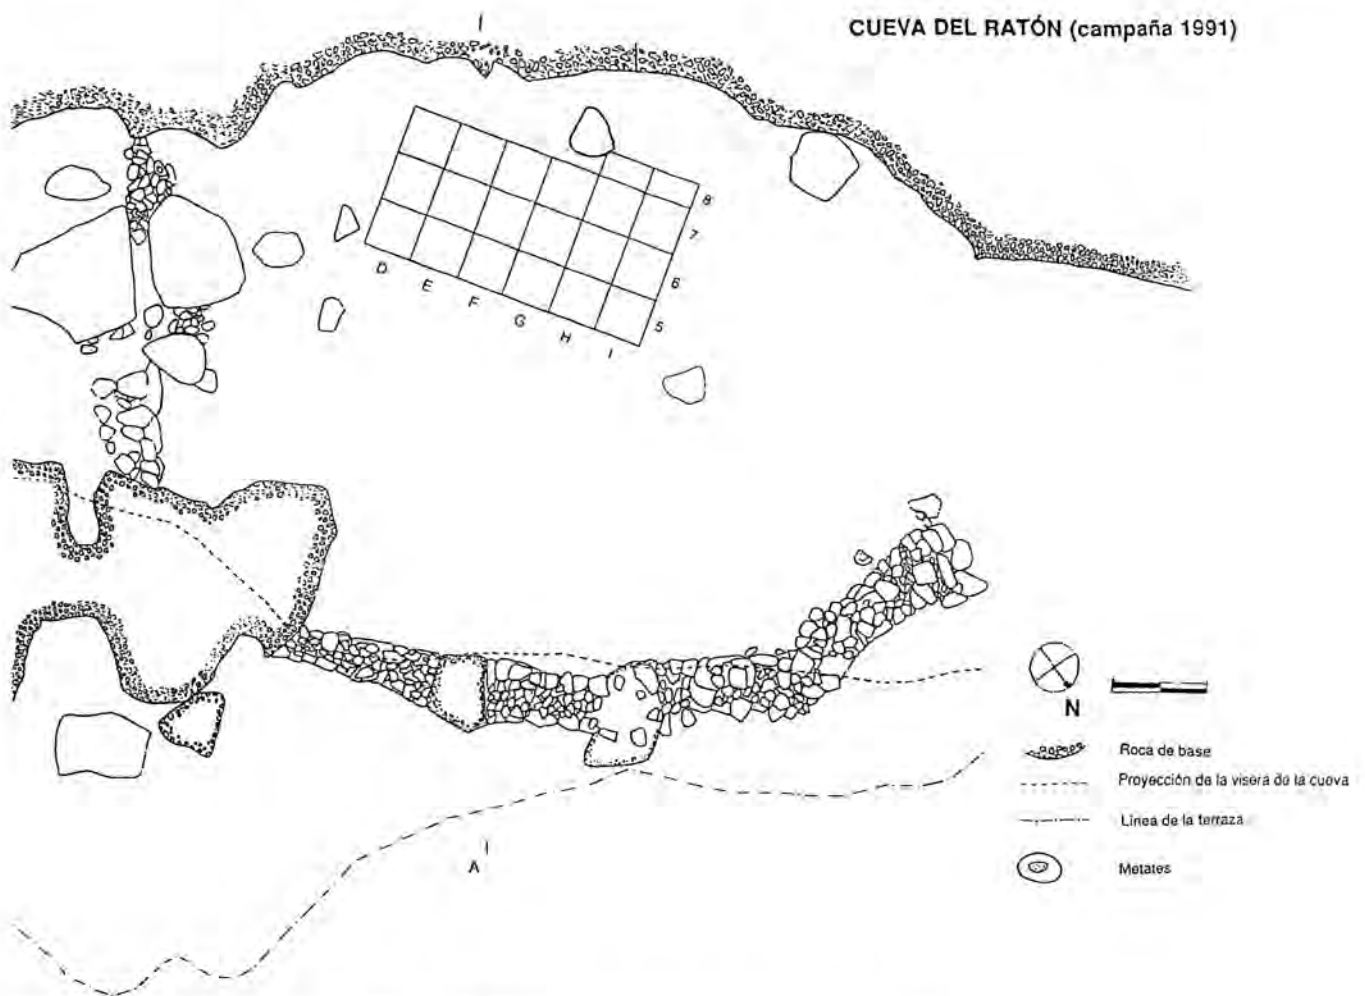 CUEVA DEL RATÓN (campaña 1991)
8
7
6
5
D
E
F
G
H
I
N
Roca de base
Proyección de la visera de la cueva
Línea de la terraza
Metates
A